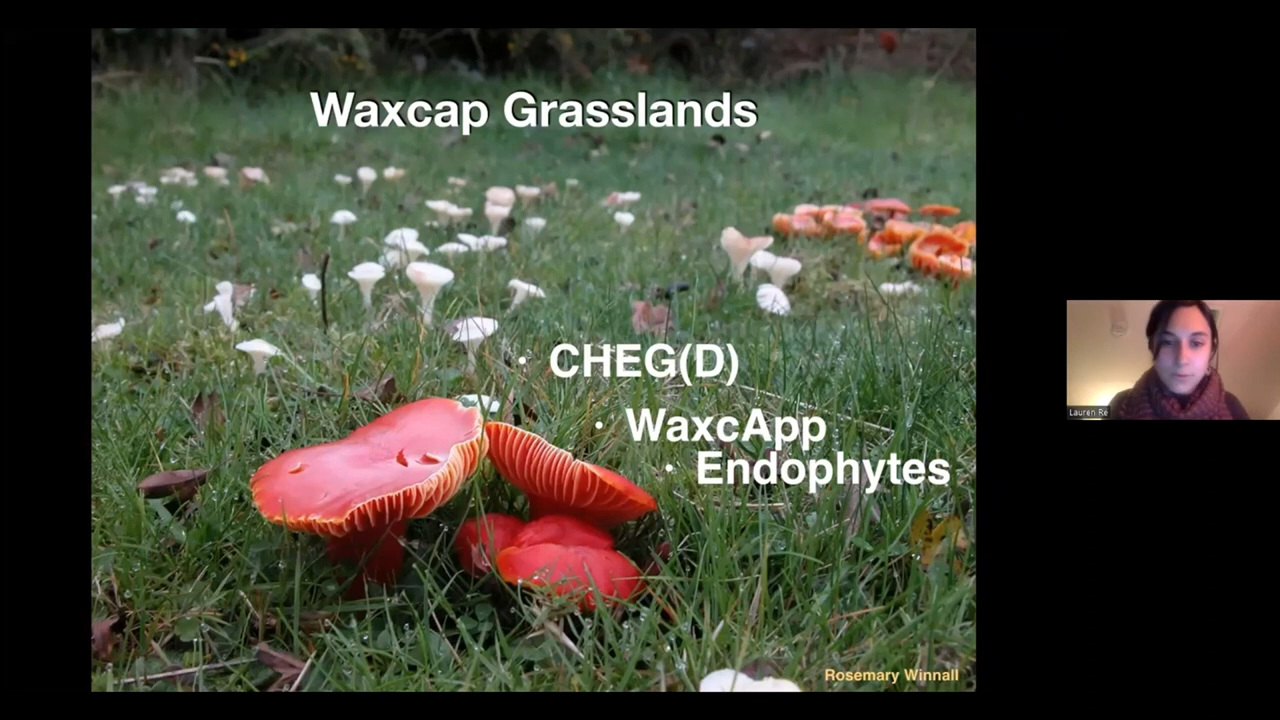 Waxcap Grasslands
· CHEG(D)
· WaxcApp
· Endophytes
Lauren Re
Rosemary Winnall